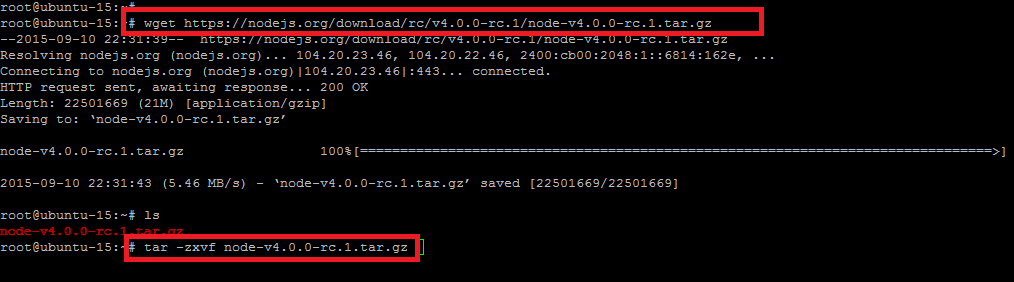 root@ubuntu-15:~#
root@ubuntu-15:~# wget https://nodejs.org/download/rc/v4.0.0-rc.1/node-v4.0.0-rc.1.tar.gz
--2015-09-10 22:31:39--  https://nodejs.org/download/rc/v4.0.0-rc.1/node-v4.0.0-rc.1.tar.gz
Resolving nodejs.org (nodejs.org)... 104.20.23.46, 104.20.22.46, 2400:cb00:2048:1::6814:162e, ...
Connecting to nodejs.org (nodejs.org)|104.20.23.46|:443... connected.
HTTP request sent, awaiting response... 200 OK
Length: 22501669 (21M) [application/gzip]
Saving to: ‘node-v4.0.0-rc.1.tar.gz’
node-v4.0.0-rc.1.tar.gz                 100%[===============================================================================>]
2015-09-10 22:31:43 (5.46 MB/s) - ‘node-v4.0.0-rc.1.tar.gz’ saved [22501669/22501669]
root@ubuntu-15:~# ls
node-v4.0.0-rc.1.tar.gz
root@ubuntu-15:~# tar -zxvf node-v4.0.0-rc.1.tar.gz